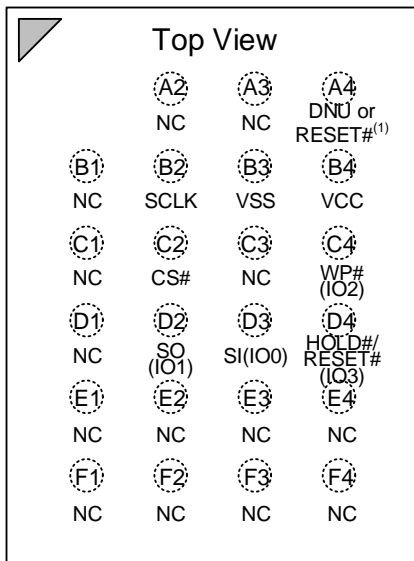 Top View
A2 A3 A4
NC NC DNU or
RESET#(1)
B1 B2 B3 B4
NC SCLK VSS VCC
C1 C2 C3 C4
NC CS# NC WP#
(IO2)
D1 D2 D3 D4
NC SO
(IO1) SI(IO0) HOLD#/
RESET#
(IO3)
E1 E2 E3 E4
NC NC NC NC
F1 F2 F3 F4
NC NC NC NC